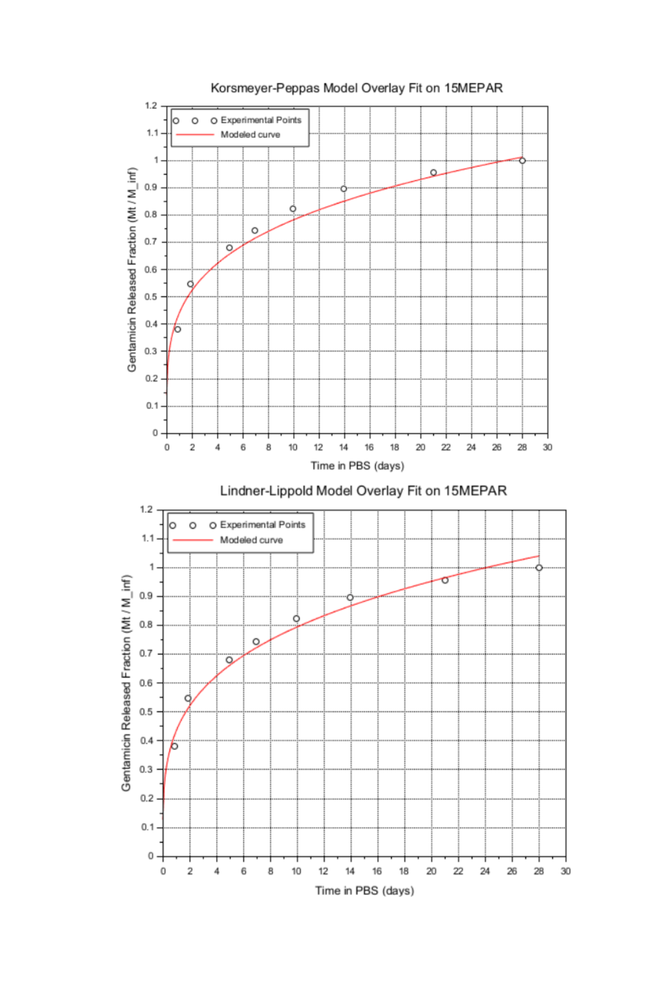 Korsmeyer-Peppas Model Overlay Fit on 15MEPAR
1.2
Experimental Points
1.1
Modeled curve
1
0.9
0.8
0.7
0.6
0.5
0.4
0.3
0.2
0.1
0
Gentamicin Released Fraction (Mt / M_inf)
0 2 4 6 8 10 12 14 16 18 20 22 24 26 28 30
Time in PBS (days)
Lindner-Lippold Model Overlay Fit on 15MEPAR
1.2
Experimental Points
1.1
Modeled curve
1
0.9
0.8
0.7
0.6
0.5
0.4
0.3
0.2
0.1
0
Gentamicin Released Fraction (Mt / M_inf)
0 2 4 6 8 10 12 14 16 18 20 22 24 26 28 30
Time in PBS (days)